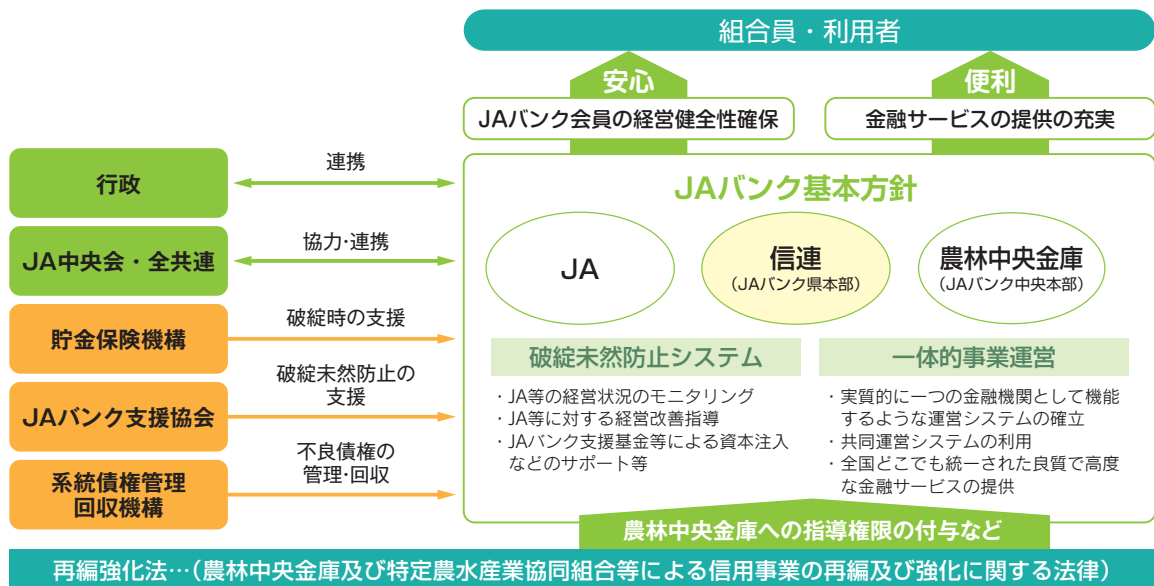 組合員・利用者
安心
便利
JAバンク会員の経営健全性確保
金融サービスの提供の充実
行政
連携
JA中央会・全共連
協力･連携
貯金保険機構
破綻時の支援
JAバンク支援協会
破綻未然防止の
支援
系統債権管理
回収機構
不良債権の
管理･回収
JAバンク基本方針
JA
信連
(JAバンク県本部)
農林中央金庫
(JAバンク中央本部)
破綻未然防止システム
・JA等の経営状況のモニタリング
・JA等に対する経営改善指導
・JAバンク支援基金等による資本注入
などのサポート等
一体的事業運営
・実質的に一つの金融機関として機能
するような運営システムの確立
・共同運営システムの利用
・全国どこでも統一された良質で高度
な金融サービスの提供
農林中央金庫への指導権限の付与など
再編強化法…(農林中央金庫及び特定農水産業協同組合等による信用事業の再編及び強化に関する法律)